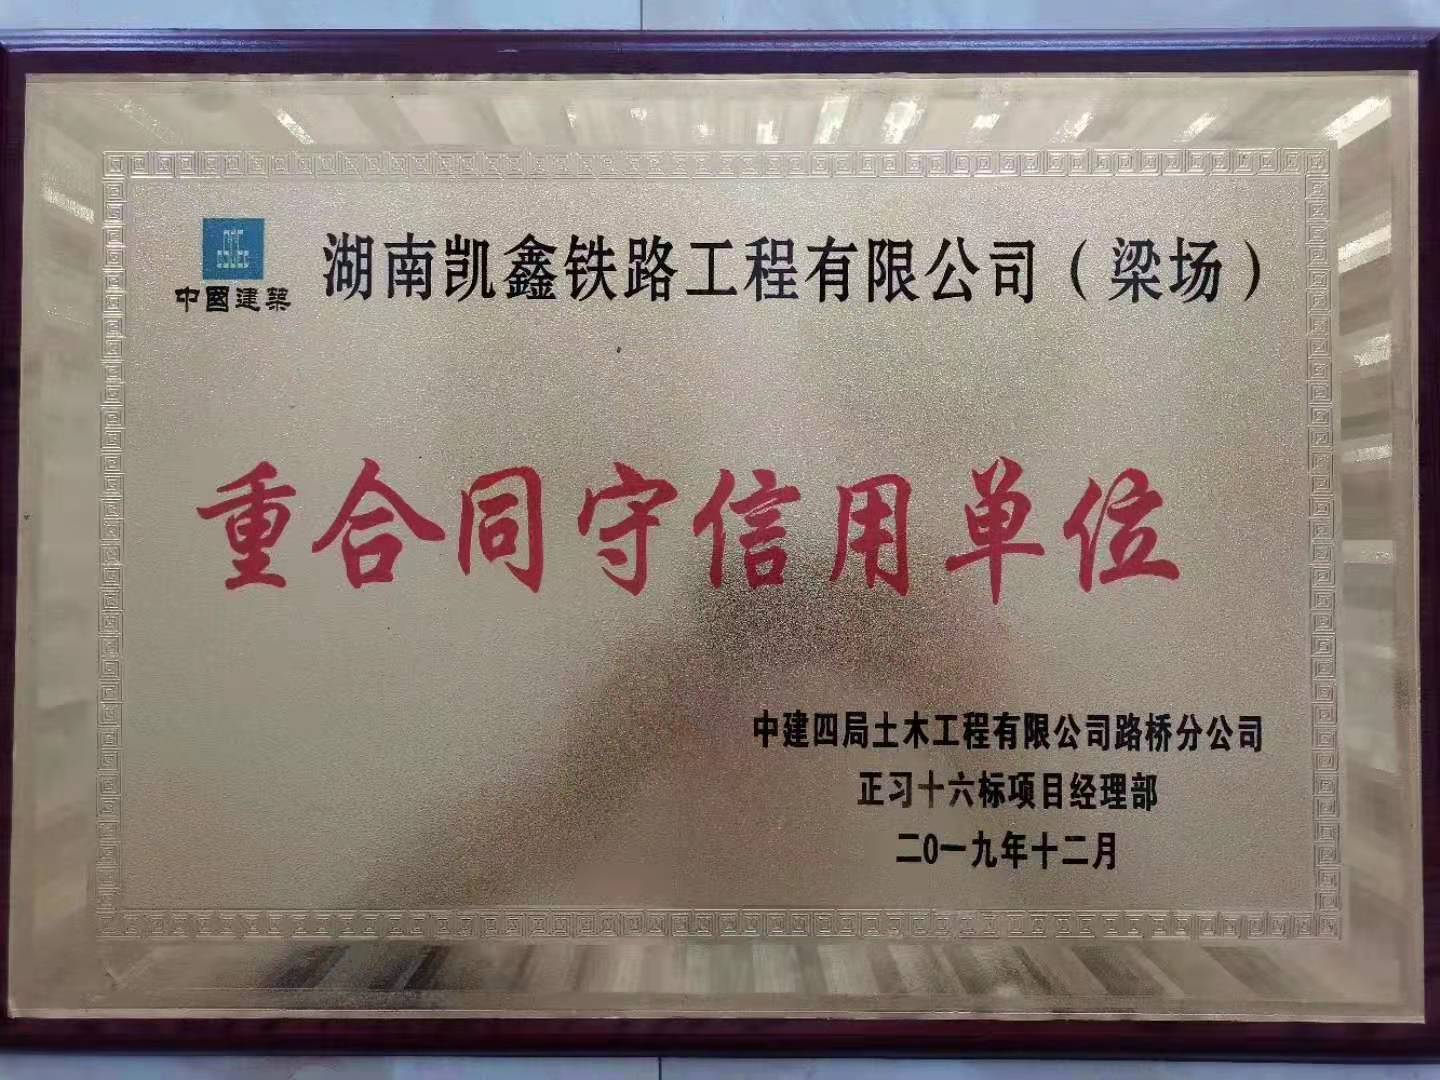 中國建築
湖南凯鑫铁路工程有限公司（梁场）
重合同守信用单位
中建四局土木工程有限公司路桥分公司
正习十六标项目经理部
二0一九年十二月